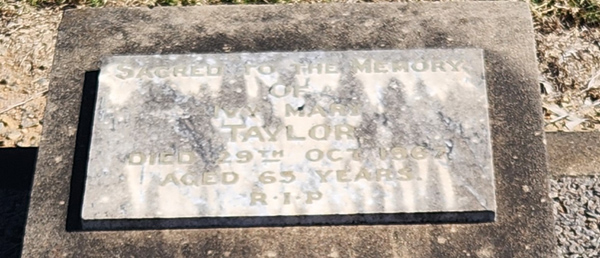 SACRED TO THE MEMORY
OF
TAYLOR
DIED 29TH OCT
AGED 65 YEARS.
R.I.P